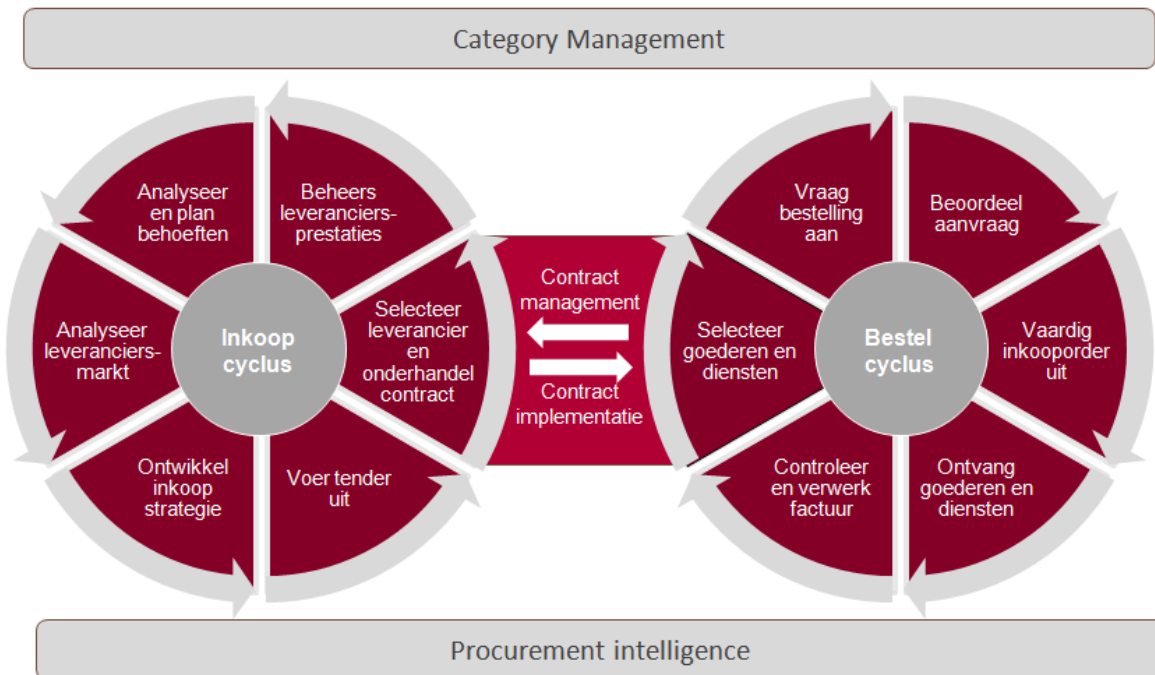 Category Management
Analyseer
en plan
behoeften
Beheers
leveranciers-
prestaties
Analyseer
leveranciers-
markt
Inkoop
cyclus
Selecteer
leverancier
en
onderhandel
contract
Ontwikkel
inkoop
strategie
Voer tender
uit
Contract
management
Contract
implementatie
Vraag
bestelling
aan
Beoordeel
aanvraag
Selecteer
goederen en
diensten
Bestel
cyclus
Vaardig
inkooporder
uit
Controleer
en verwerk
factuur
Ontvang
goederen en
diensten
Procurement intelligence